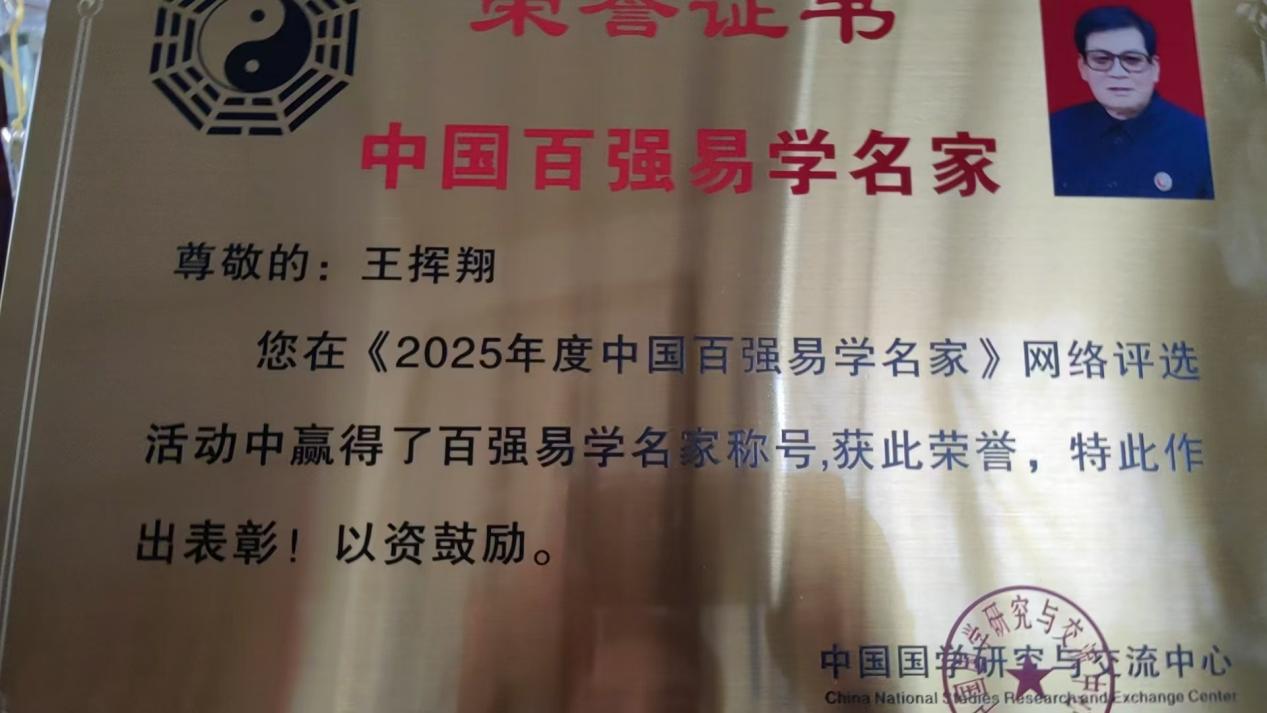 荣誉证书
中国百强易学名家
尊敬的：王挥翔
您在《2025年度中国百强易学名家》网络评选
活动中赢得了百强易学名家称号,获此荣誉，特此作
出表彰！以资鼓励。
中国国学研究与交流中心
China National Studies Research and Exchange Center